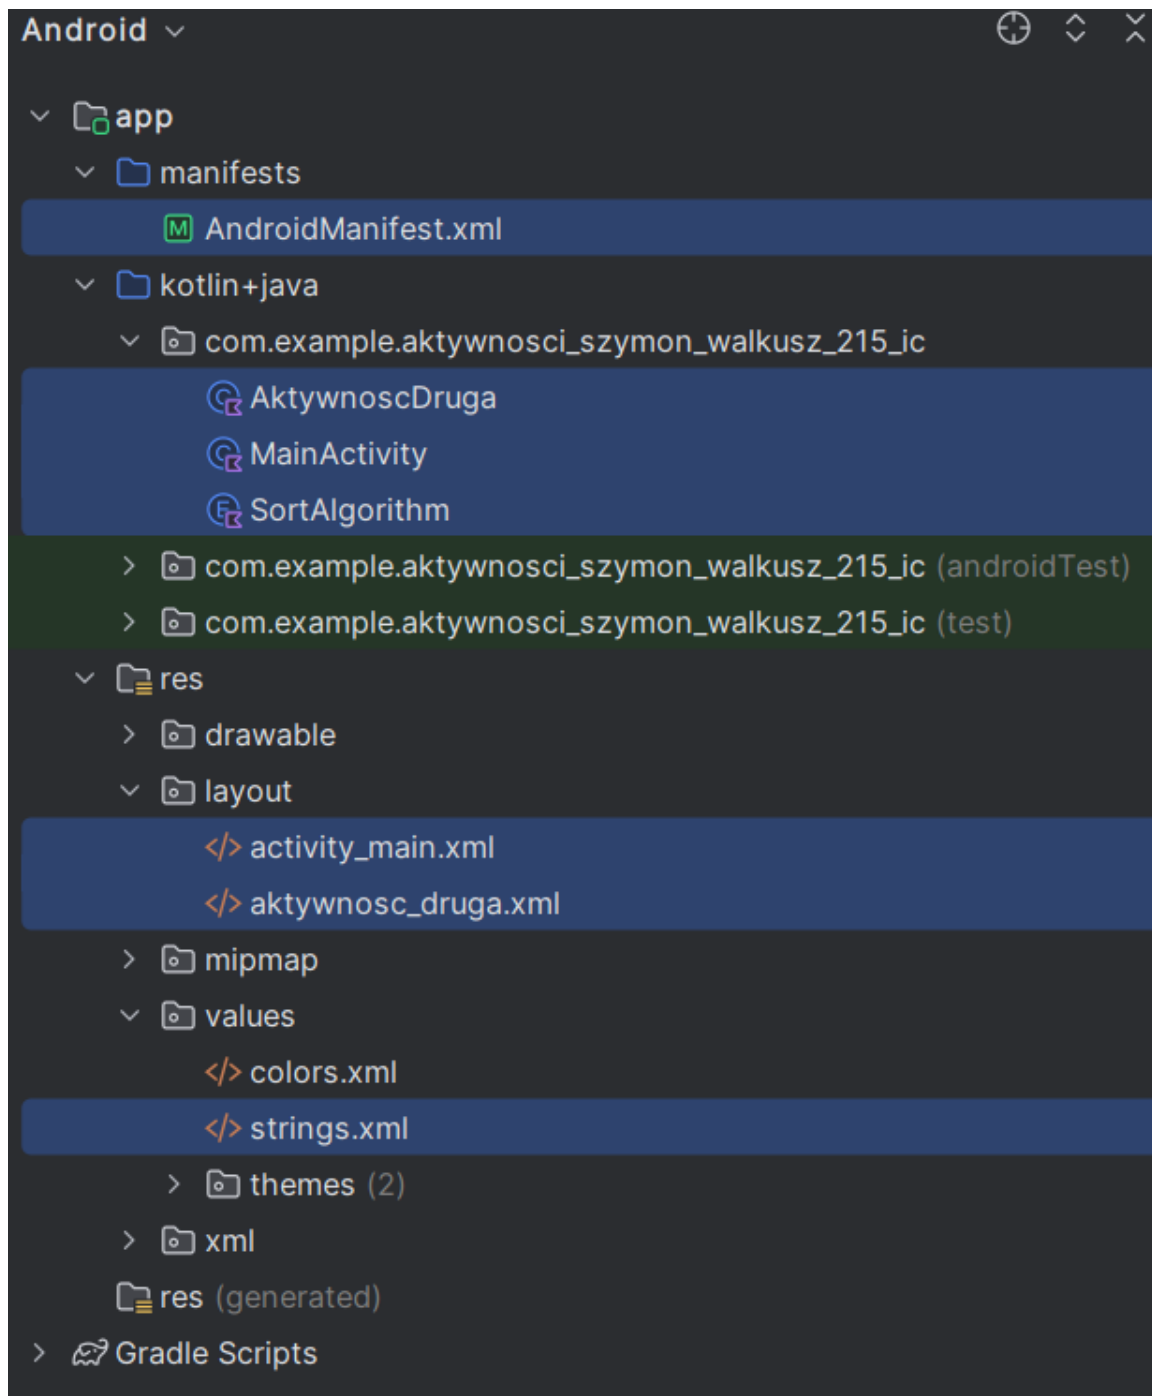 Android
app
manifests
AndroidManifest.xml
kotlin+java
com.example.aktywnosci_szymon_walkusz_215_ic
AktywnoscDruga
MainActivity
SortAlgorithm
com.example.aktywnosci_szymon_walkusz_215_ic (androidTest)
com.example.aktywnosci_szymon_walkusz_215_ic (test)
res
drawable
layout
activity_main.xml
aktywnosc_druga.xml
mipmap
values
colors.xml
strings.xml
themes (2)
xml
res (generated)
Gradle Scripts